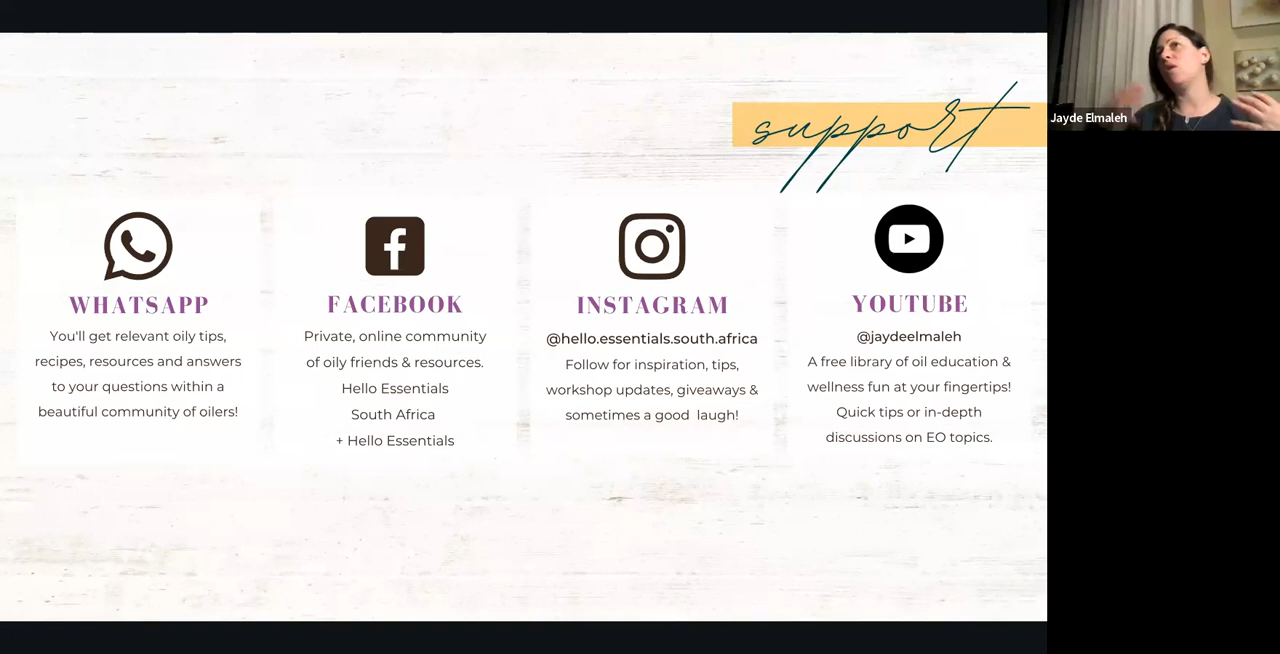 support
Jayde Elmaleh
WHATSAPP
You'll get relevant oily tips,
recipes, resources and answers
to your questions within a
beautiful community of oilers!
FACEBOOK
Private, online community
of oily friends & resources.
Hello Essentials
South Africa
+ Hello Essentials
INSTAGRAM
@hello.essentials.south.africa
Follow for inspiration, tips,
workshop updates, giveaways &
sometimes a good laugh!
YOUTUBE
@jaydeelmaleh
A free library of oil education &
wellness fun at your fingertips!
Quick tips or in-depth
discussions on EO topics.